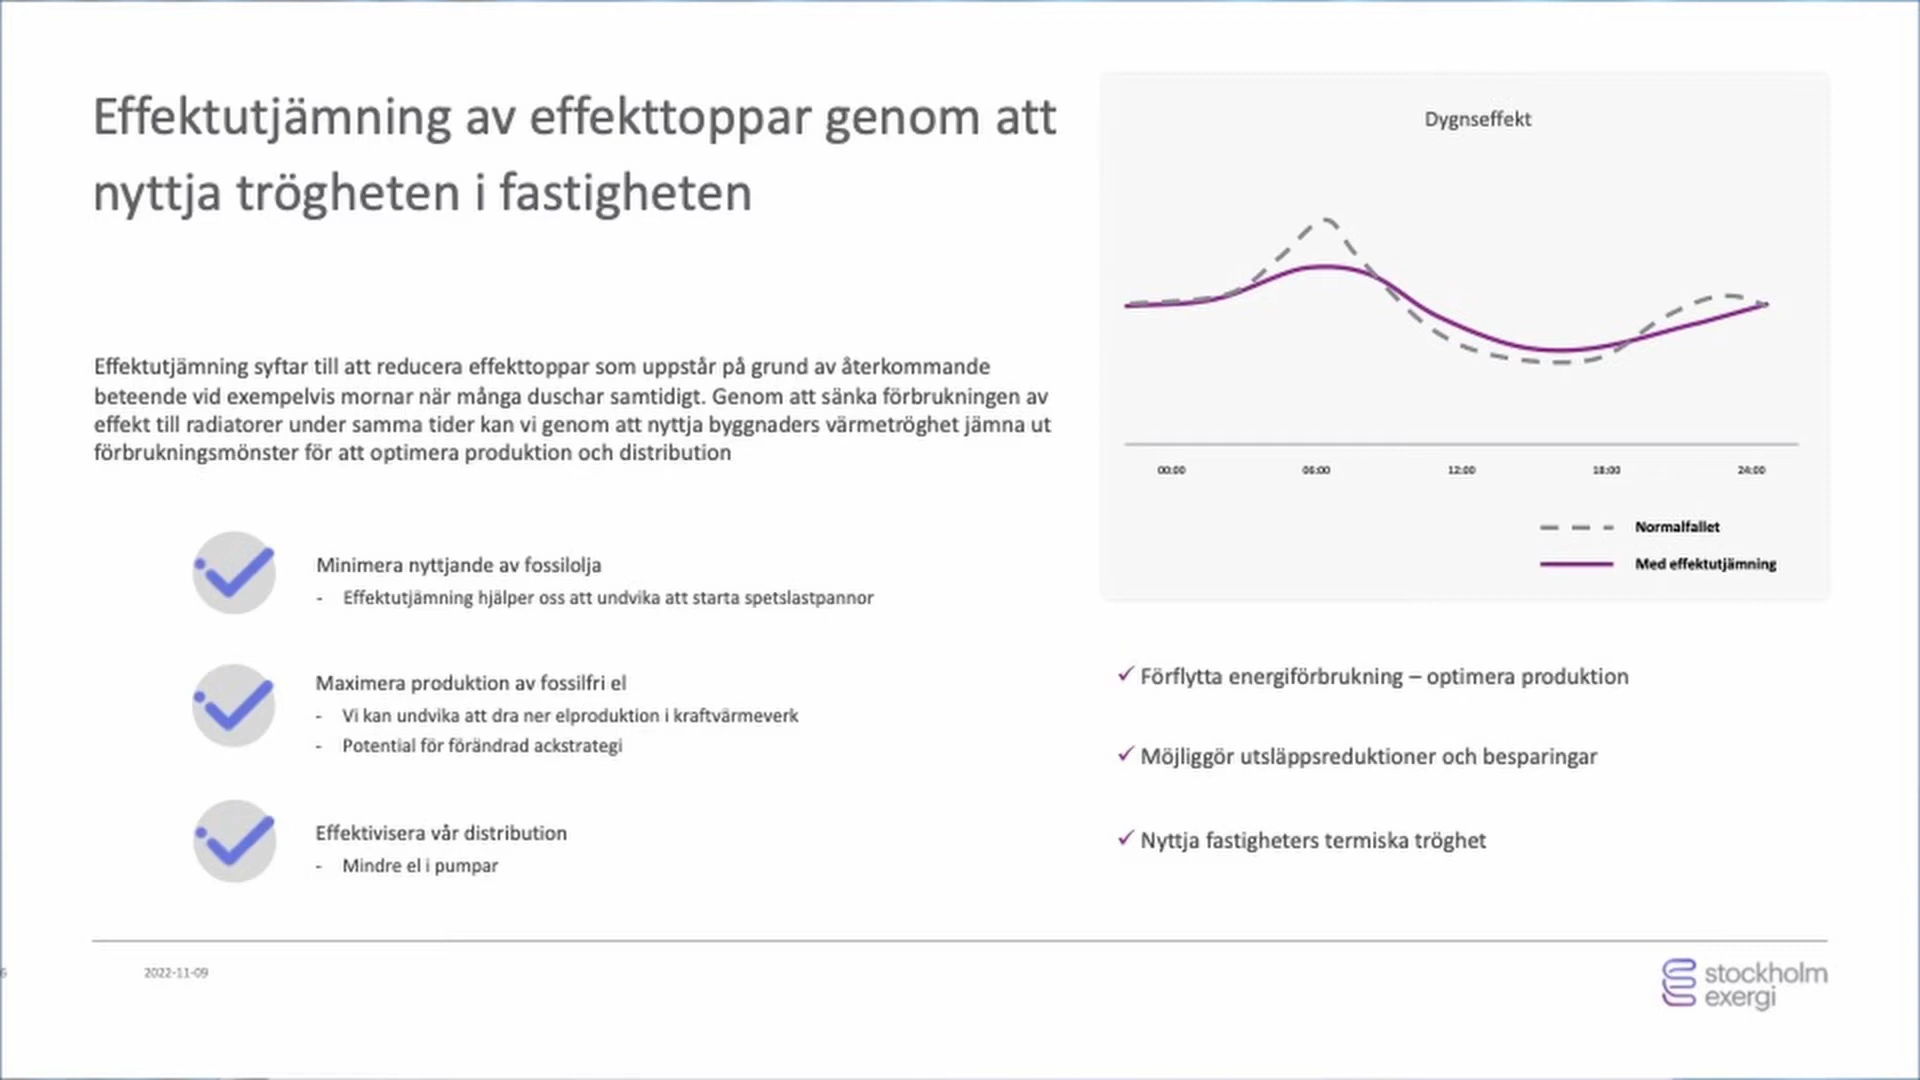 Effektutjämning av effekttoppar genom att
nyttja trögheten i fastigheten
Effektutjämning syftar till att reducera effekttoppar som uppstår på grund av återkommande
beteende vid exempelvis mornar när många duschar samtidigt. Genom att sänka förbrukningen av
effekt till radiatorer under samma tider kan vi genom att nyttja byggnaders värmetröghet jämna ut
förbrukningsmönster för att optimera produktion och distribution
Minimera nyttjande av fossilolja
- Effektutjämning hjälper oss att undvika att starta spetslastpannor
Maximera produktion av fossilfri el
- Vi kan undvika att dra ner elproduktion i kraftvärmeverk
- Potential för förändrad ackstrategi
Effektivisera vår distribution
- Mindre el i pumpar
Dygnseffekt
00:00 06:00 12:00 18:00 24:00
Normalfallet
Med effektutjämning
✓ Förflytta energiförbrukning – optimera produktion
✓ Möjliggör utsläppsreduktioner och besparingar
✓ Nyttja fastigheters termiska tröghet
2022-11-09
stockholm
exergi